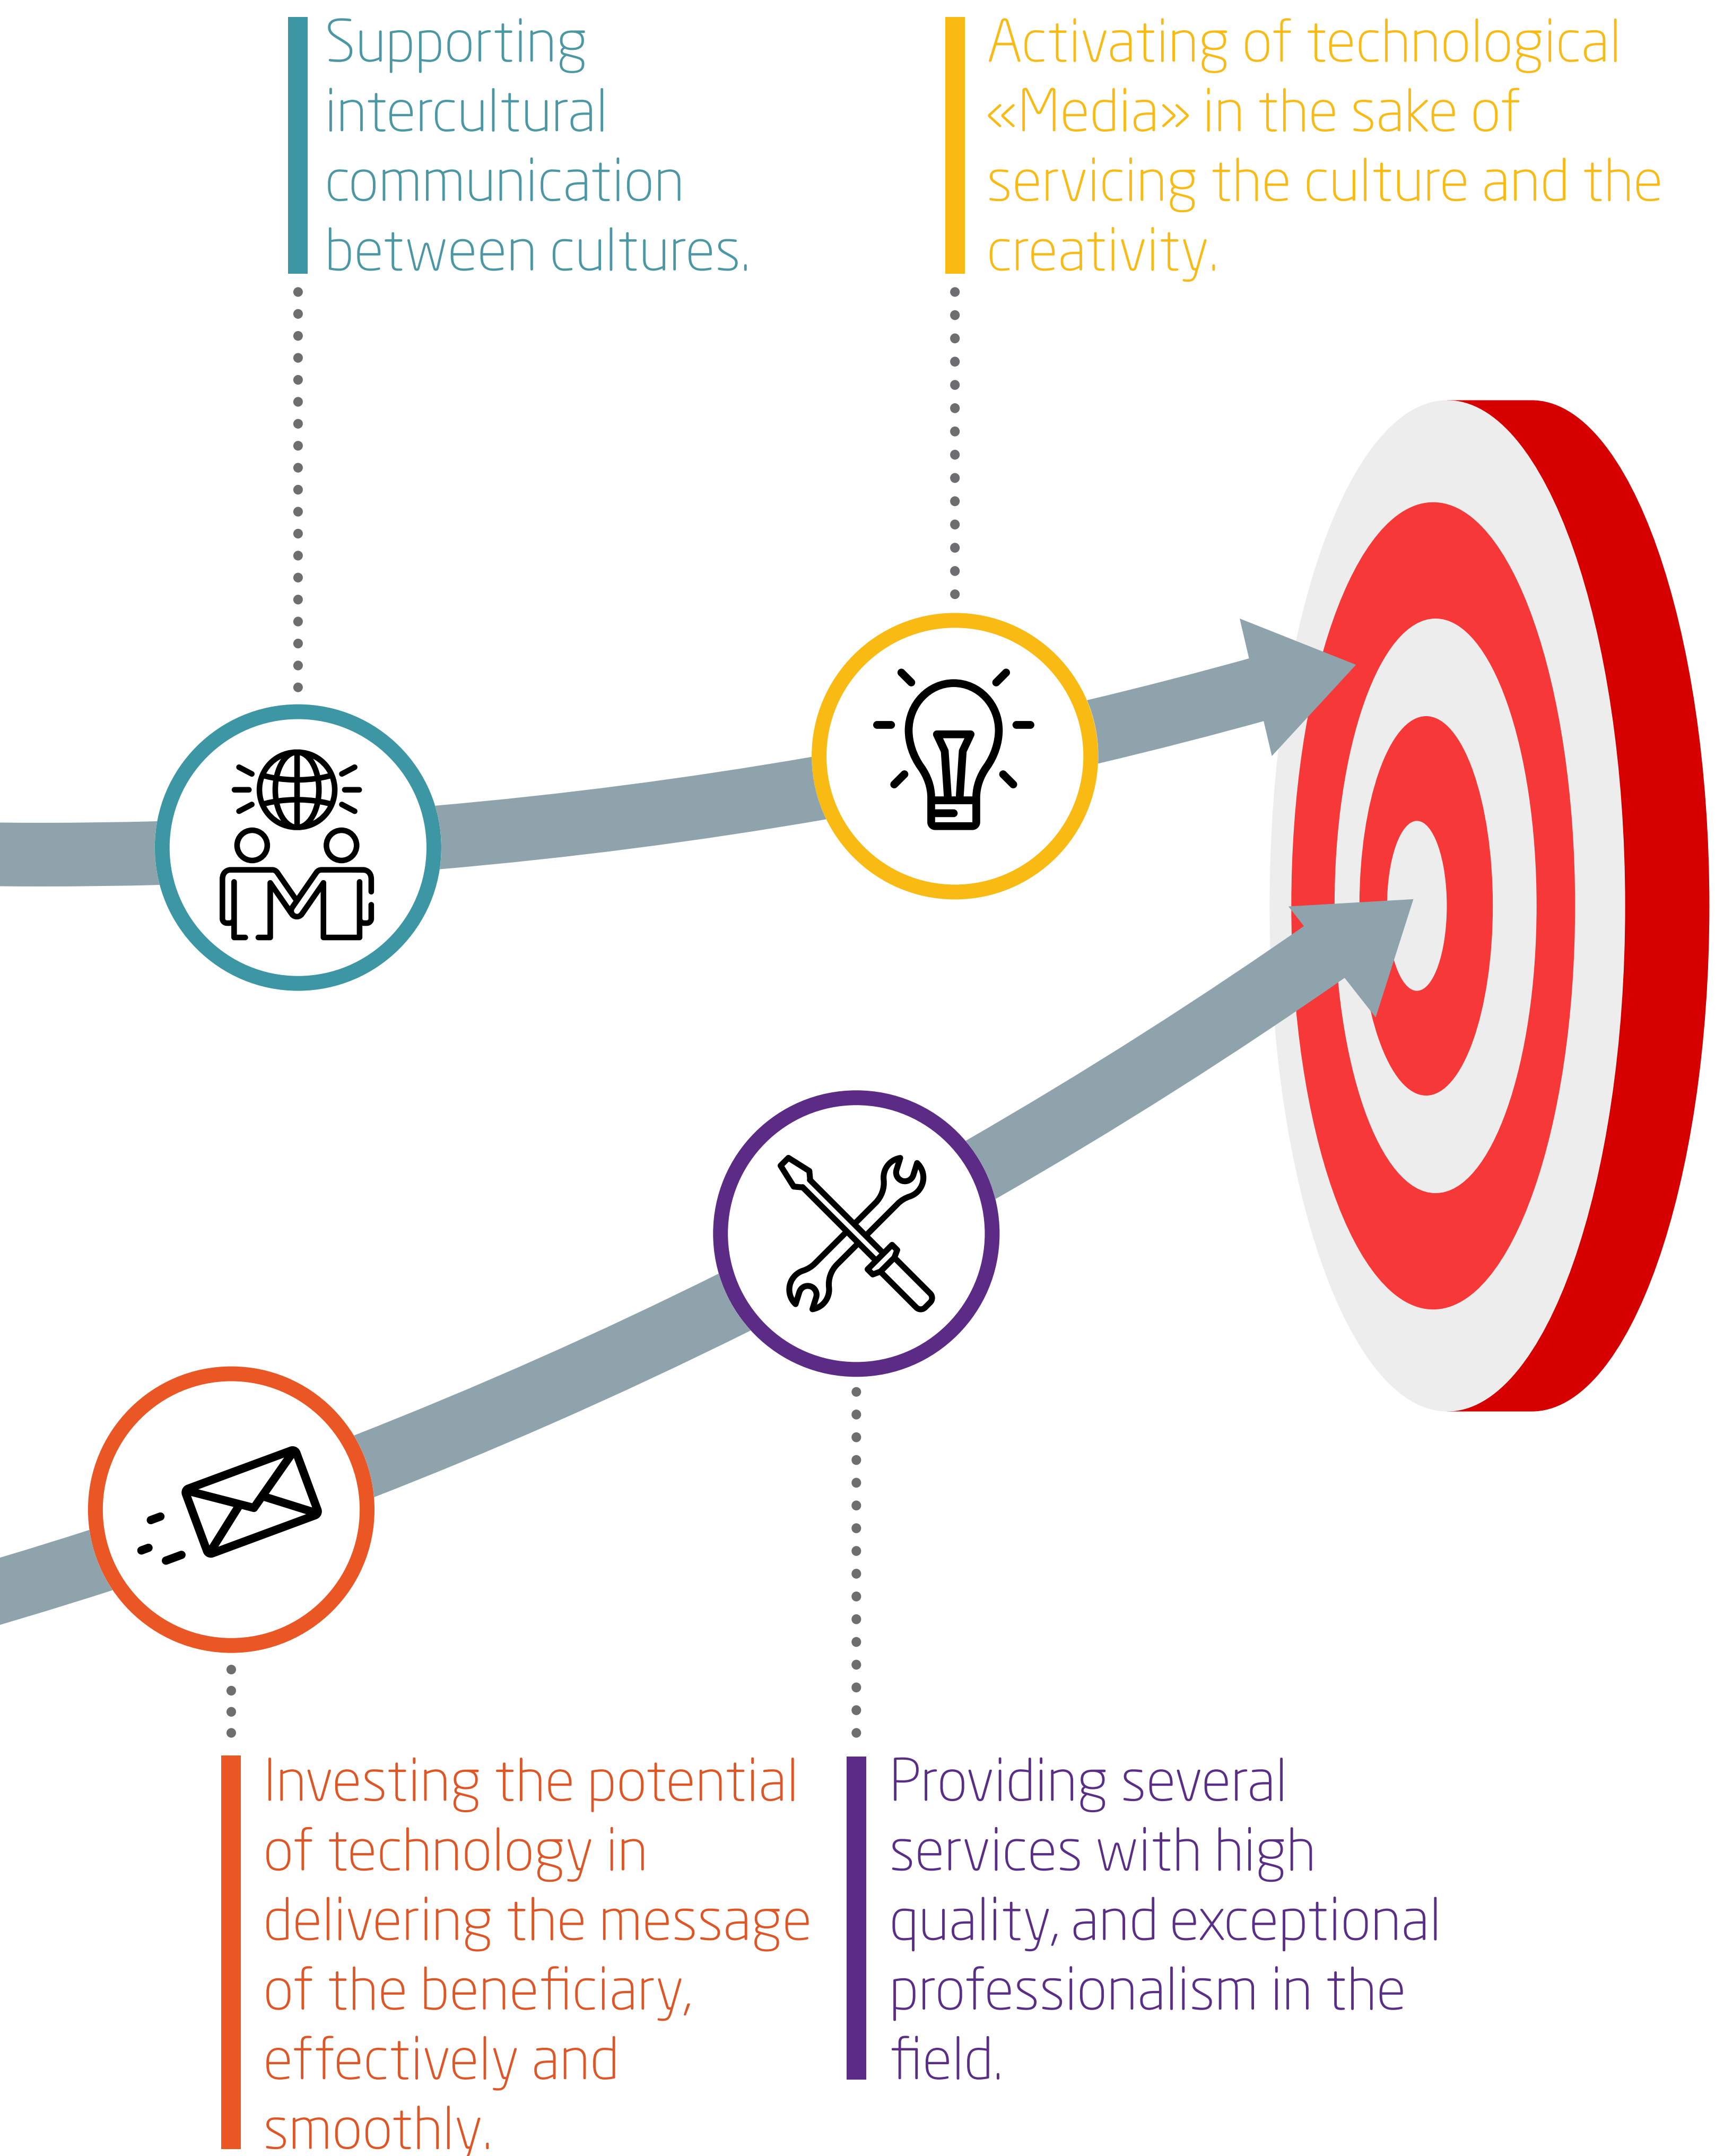 Supporting
intercultural
communication
between cultures.
Activating of technological
«Media» in the sake of
servicing the culture and the
creativity.
Investing the potential
of technology in
delivering the message
of the beneficiary,
effectively and
smoothly.
Providing several
services with high
quality, and exceptional
professionalism in the
field.